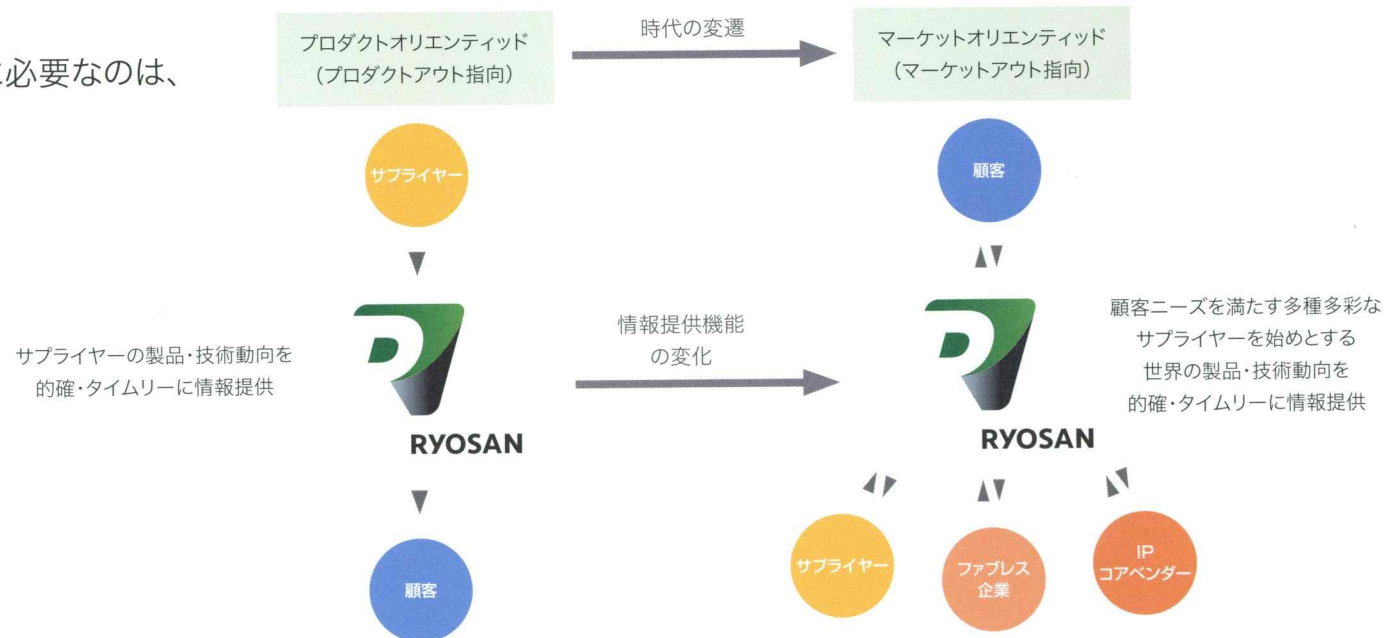 に必要なのは、
プロダクトオリエンティッド
（プロダクトアウト指向）
時代の変遷
マーケットオリエンティッド
（マーケットアウト指向）
サプライヤー
顧客
サプライヤーの製品・技術動向を
的確・タイムリーに情報提供
RYOSAN
情報提供機能
の変化
RYOSAN
顧客ニーズを満たす多種多彩な
サプライヤーを始めとする
世界の製品・技術動向を
的確・タイムリーに情報提供
顧客
サプライヤー
ファブレス
企業
IP
コアベンダー